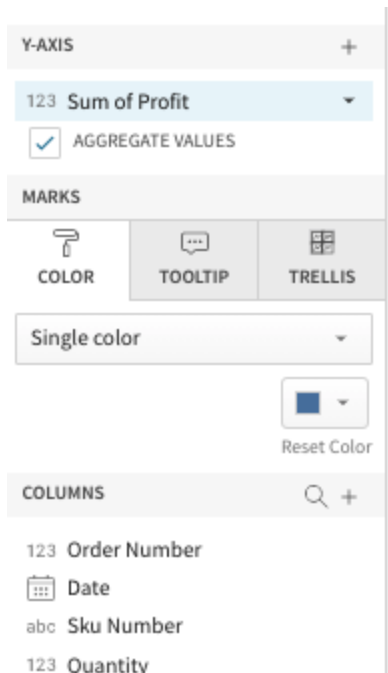 Y-AXIS +
123 Sum of Profit
AGGREGATE VALUES
MARKS
COLOR TOOLTIP TRELLIS
Single color
Reset Color
COLUMNS +
123 Order Number
Date
abc Sku Number
123 Quantity